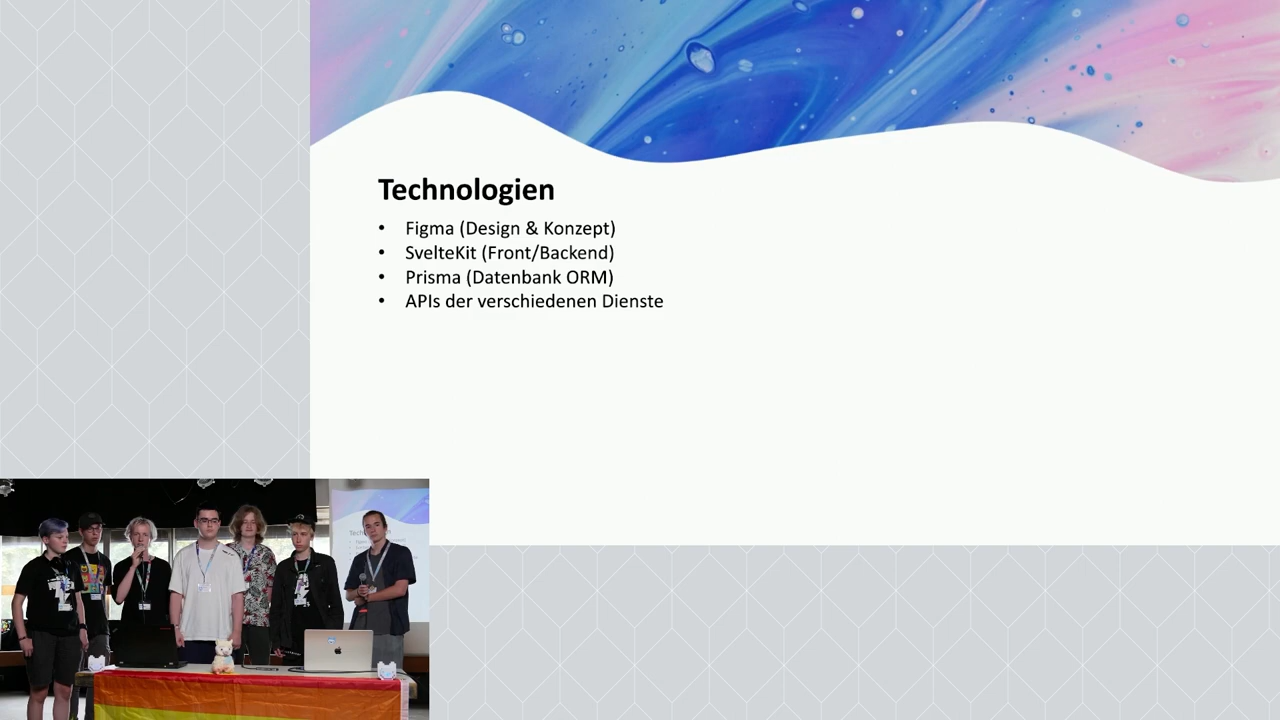 Technologien
• Figma (Design & Konzept)
• SvelteKit (Front/Backend)
• Prisma (Datenbank ORM)
• APIs der verschiedenen Dienste